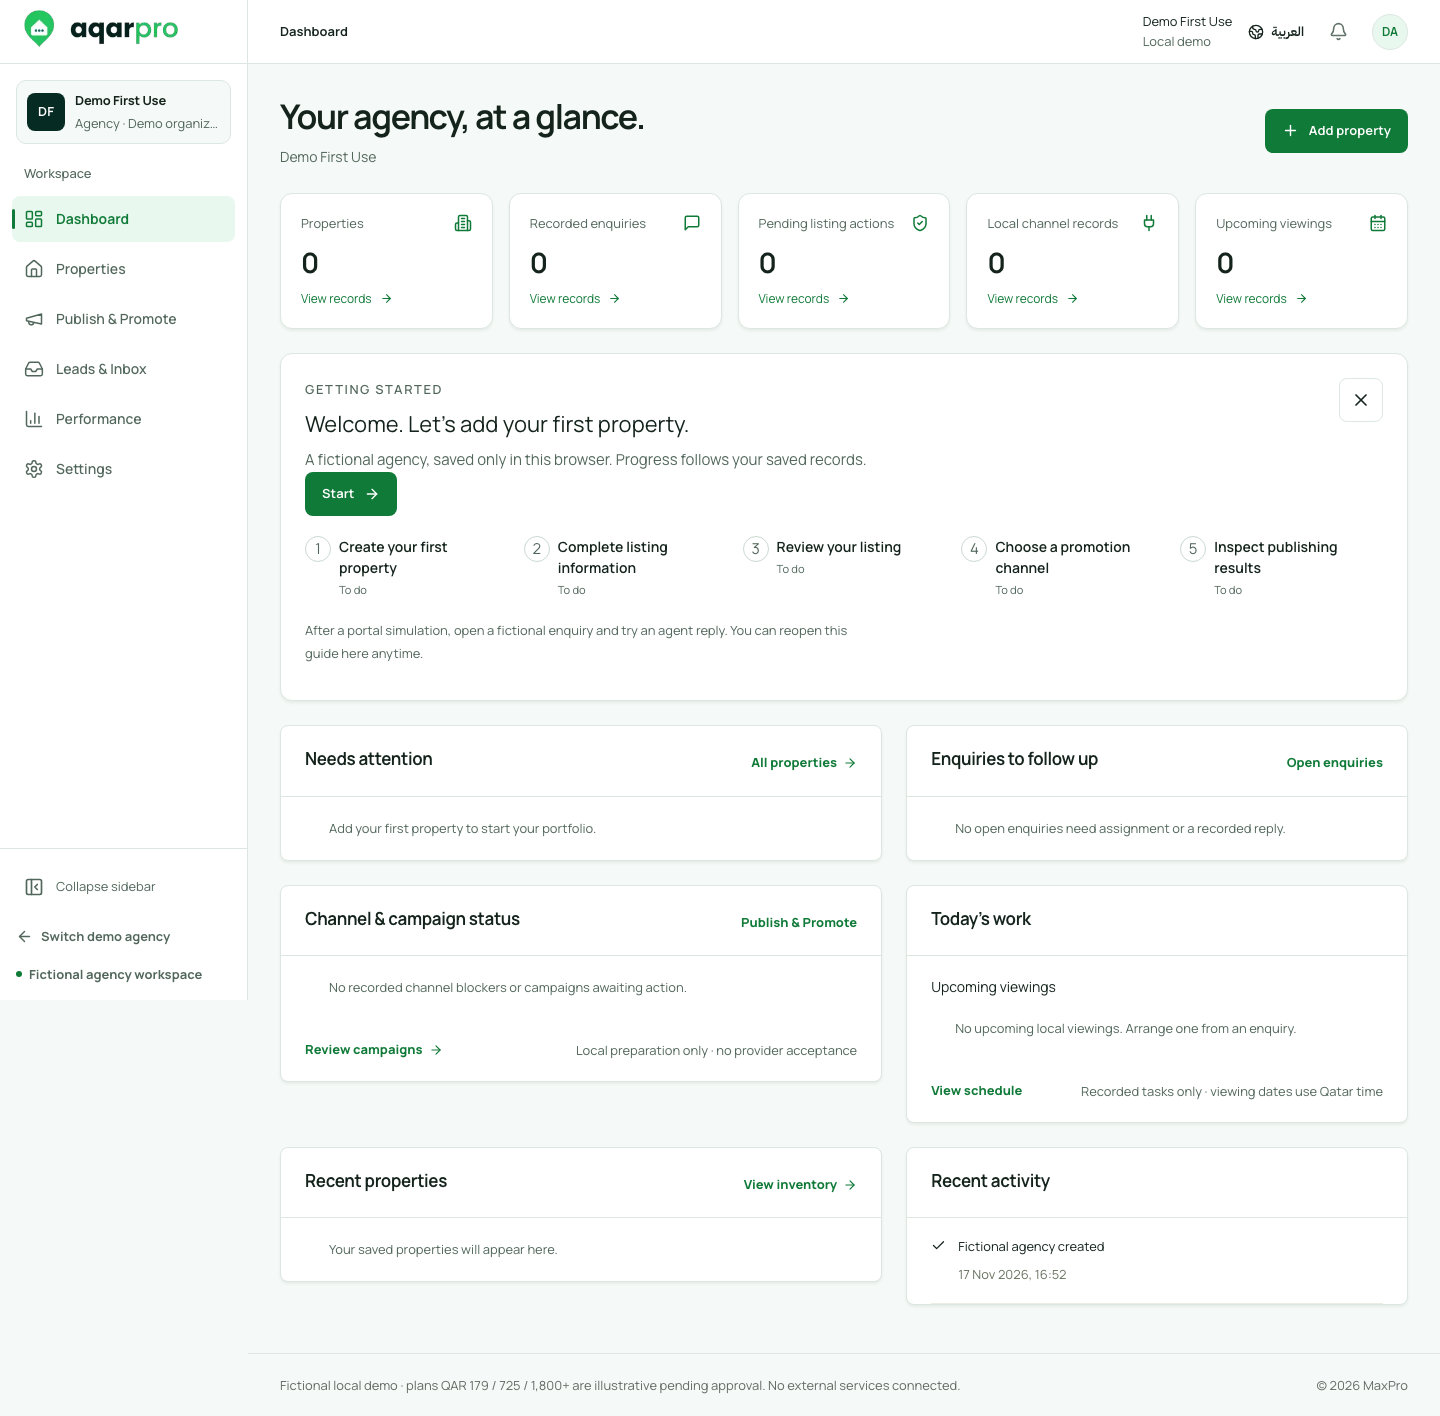 aqarpro
Dashboard
Demo First Use
Local demo
العربية
DA
DF
Demo First Use
Agency · Demo organiz...
Workspace
Dashboard
Properties
Publish & Promote
Leads & Inbox
Performance
Settings
Collapse sidebar
Switch demo agency
Fictional agency workspace
Your agency, at a glance.
Demo First Use
Add property
Properties
0
View records
Recorded enquiries
0
View records
Pending listing actions
0
View records
Local channel records
0
View records
Upcoming viewings
0
View records
GETTING STARTED
Welcome. Let's add your first property.
A fictional agency, saved only in this browser. Progress follows your saved records.
Start
1
Create your first
property
To do
2
Complete listing
information
To do
3
Review your listing
To do
4
Choose a promotion
channel
To do
5
Inspect publishing
results
To do
After a portal simulation, open a fictional enquiry and try an agent reply. You can reopen this
guide here anytime.
Needs attention
All properties
Add your first property to start your portfolio.
Enquiries to follow up
Open enquiries
No open enquiries need assignment or a recorded reply.
Channel & campaign status
Publish & Promote
No recorded channel blockers or campaigns awaiting action.
Review campaigns
Local preparation only · no provider acceptance
Today's work
Upcoming viewings
No upcoming local viewings. Arrange one from an enquiry.
View schedule
Recorded tasks only · viewing dates use Qatar time
Recent properties
View inventory
Your saved properties will appear here.
Recent activity
Fictional agency created
17 Nov 2026, 16:52
Fictional local demo · plans QAR 179 / 725 / 1,800+ are illustrative pending approval. No external services connected.
© 2026 MaxPro